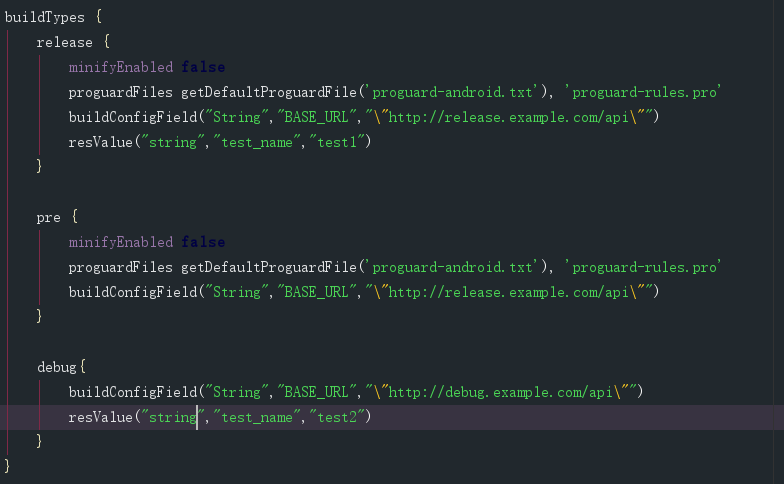 buildTypes {
    release {
        minifyEnabled false
        proguardFiles getDefaultProguardFile('proguard-android.txt'), 'proguard-rules.pro'
        buildConfigField("String","BASE_URL","\"http://release.example.com/api\"")
        resValue("string","test_name","test1")
    }
    pre {
        minifyEnabled false
        proguardFiles getDefaultProguardFile('proguard-android.txt'), 'proguard-rules.pro'
        buildConfigField("String","BASE_URL","\"http://release.example.com/api\"")
    }
    debug{
        buildConfigField("String","BASE_URL","\"http://debug.example.com/api\"")
        resValue("string","test_name","test2")
    }
}